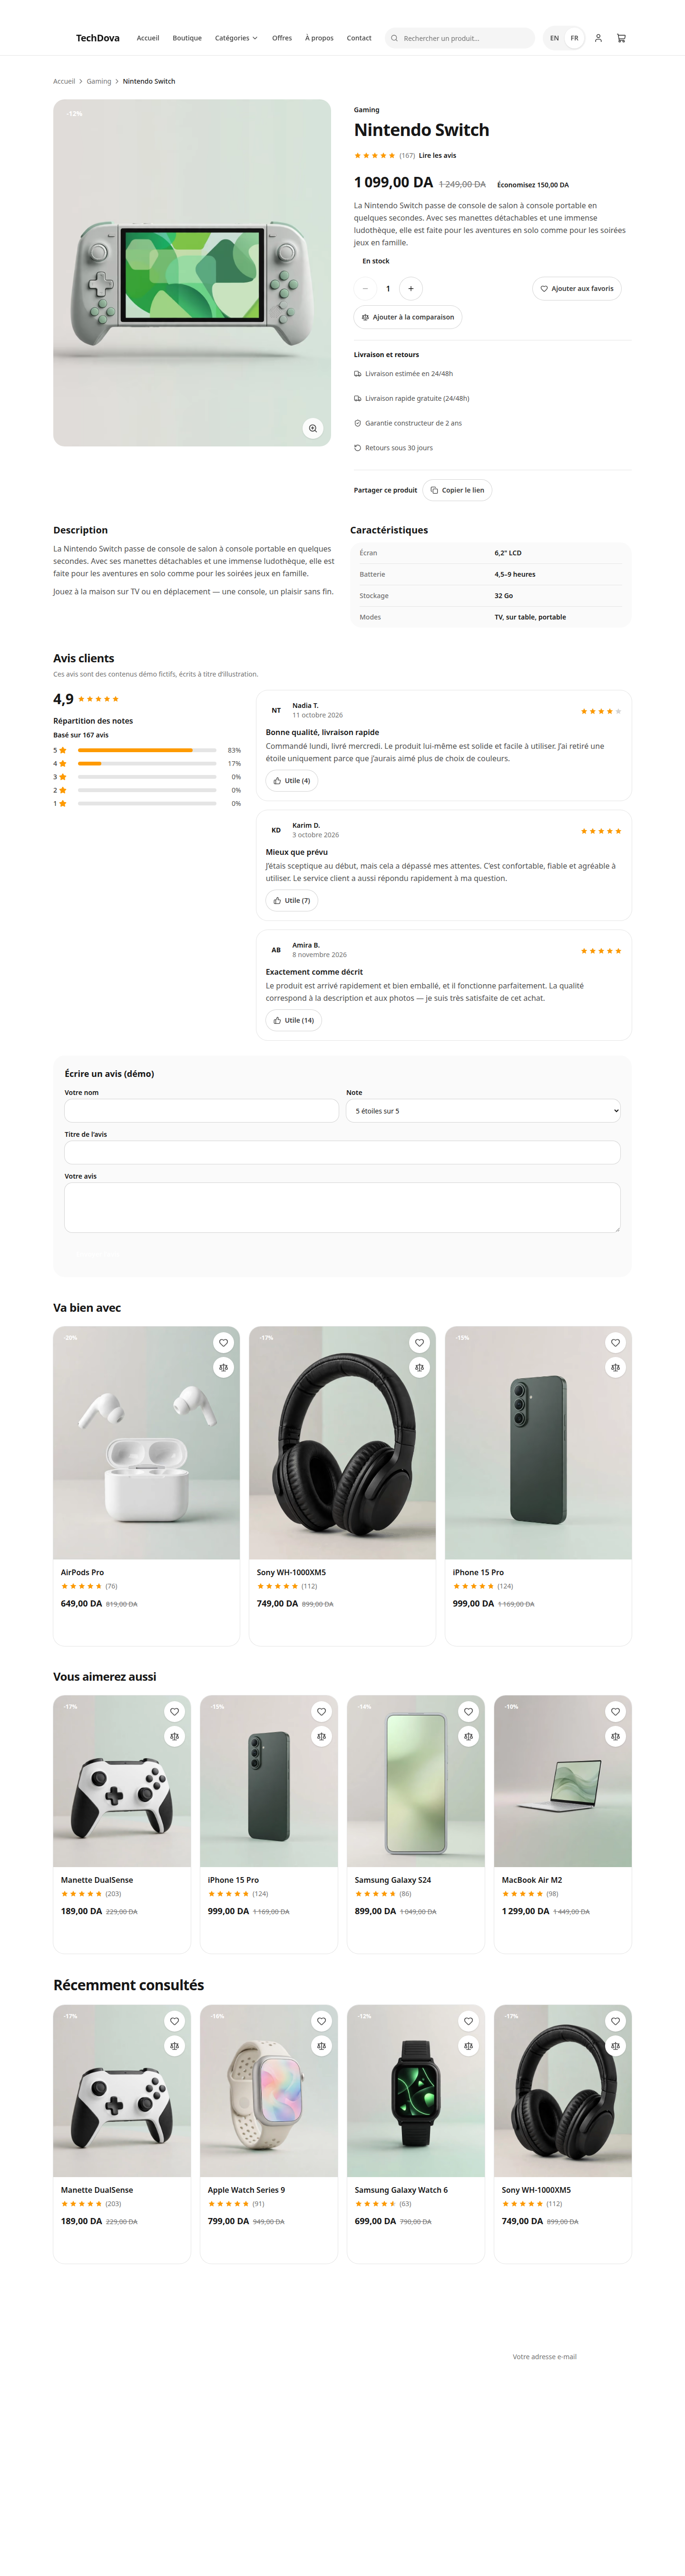 TechDova
Accueil
Boutique
Catégories
Offres
À propos
Contact
Rechercher un produit...
EN
FR
Accueil > Gaming > Nintendo Switch
-12%
Gaming
Nintendo Switch
(167) Lire les avis
1 099,00 DA 1 249,00 DA Économisez 150,00 DA
La Nintendo Switch passe de console de salon à console portable en
quelques secondes. Avec ses manettes détachables et une immense
ludothèque, elle est faite pour les aventures en solo comme pour les soirées
jeux en famille.
En stock
− 1 +
Ajouter aux favoris
Ajouter à la comparaison
Livraison et retours
Livraison estimée en 24/48h
Livraison rapide gratuite (24/48h)
Garantie constructeur de 2 ans
Retours sous 30 jours
Partager ce produit Copier le lien
Description
La Nintendo Switch passe de console de salon à console portable en quelques
secondes. Avec ses manettes détachables et une immense ludothèque, elle est
faite pour les aventures en solo comme pour les soirées jeux en famille.
Jouez à la maison sur TV ou en déplacement — une console, un plaisir sans fin.
Caractéristiques
Écran 6,2" LCD
Batterie 4,5–9 heures
Stockage 32 Go
Modes TV, sur table, portable
Avis clients
Ces avis sont des contenus démo fictifs, écrits à titre d'illustration.
4,9
Répartition des notes
Basé sur 167 avis
5 83%
4 17%
3 0%
2 0%
1 0%
NT
Nadia T.
11 octobre 2026
Bonne qualité, livraison rapide
Commandé lundi, livré mercredi. Le produit lui-même est solide et facile à utiliser. J'ai retiré une
étoile uniquement parce que j'aurais aimé plus de choix de couleurs.
Utile (4)
KD
Karim D.
3 octobre 2026
Mieux que prévu
J'étais sceptique au début, mais cela a dépassé mes attentes. C'est confortable, fiable et agréable à
utiliser. Le service client a aussi répondu rapidement à ma question.
Utile (7)
AB
Amira B.
8 novembre 2026
Exactement comme décrit
Le produit est arrivé rapidement et bien emballé, et il fonctionne parfaitement. La qualité
correspond à la description et aux photos — je suis très satisfaite de cet achat.
Utile (14)
Écrire un avis (démo)
Votre nom
Note
5 étoiles sur 5
Titre de l'avis
Votre avis
Va bien avec
-20%
AirPods Pro
(76)
649,00 DA 819,00 DA
-17%
Sony WH-1000XM5
(112)
749,00 DA 899,00 DA
-15%
iPhone 15 Pro
(124)
999,00 DA 1 169,00 DA
Vous aimerez aussi
-17%
Manette DualSense
(203)
189,00 DA 229,00 DA
-15%
iPhone 15 Pro
(124)
999,00 DA 1 169,00 DA
-14%
Samsung Galaxy S24
(86)
899,00 DA 1 049,00 DA
-10%
MacBook Air M2
(98)
1 299,00 DA 1 449,00 DA
Récemment consultés
-17%
Manette DualSense
(203)
189,00 DA 229,00 DA
-16%
Apple Watch Series 9
(91)
799,00 DA 949,00 DA
-12%
Samsung Galaxy Watch 6
(63)
699,00 DA 790,00 DA
-17%
Sony WH-1000XM5
(112)
749,00 DA 899,00 DA
Votre adresse e-mail